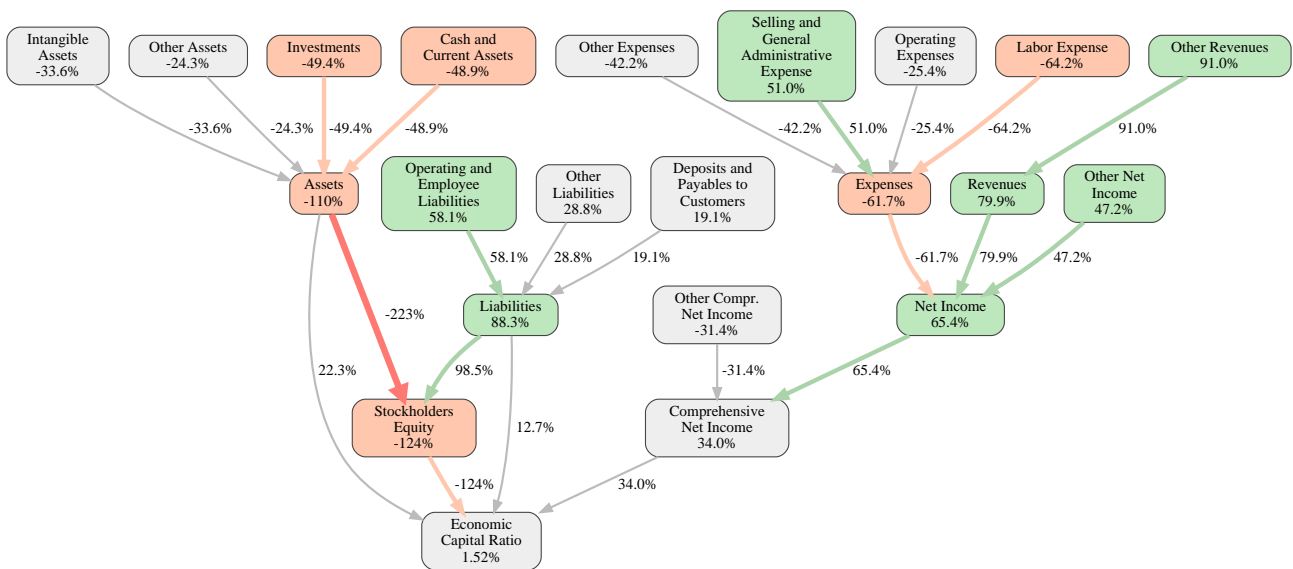 Intangible
Assets
-33.6%
Other Assets
-24.3%
Investments
-49.4%
Cash and
Current Assets
-48.9%
Other Expenses
-42.2%
Selling and
General
Administrative
Expense
51.0%
Operating
Expenses
-25.4%
Labor Expense
-64.2%
Other Revenues
91.0%
-33.6%
-24.3%
-49.4%
-48.9%
-42.2%
51.0%
-25.4%
-64.2%
91.0%
Assets
-110%
Operating and
Employee
Liabilities
58.1%
Other
Liabilities
28.8%
Deposits and
Payables to
Customers
19.1%
Expenses
-61.7%
Revenues
79.9%
Other Net
Income
47.2%
58.1%
28.8%
19.1%
-61.7%
79.9%
47.2%
-223%
Liabilities
88.3%
Other Compr.
Net Income
-31.4%
Net Income
65.4%
22.3%
98.5%
-31.4%
65.4%
Stockholders
Equity
-124%
12.7%
Comprehensive
Net Income
34.0%
-124%
34.0%
Economic
Capital Ratio
1.52%